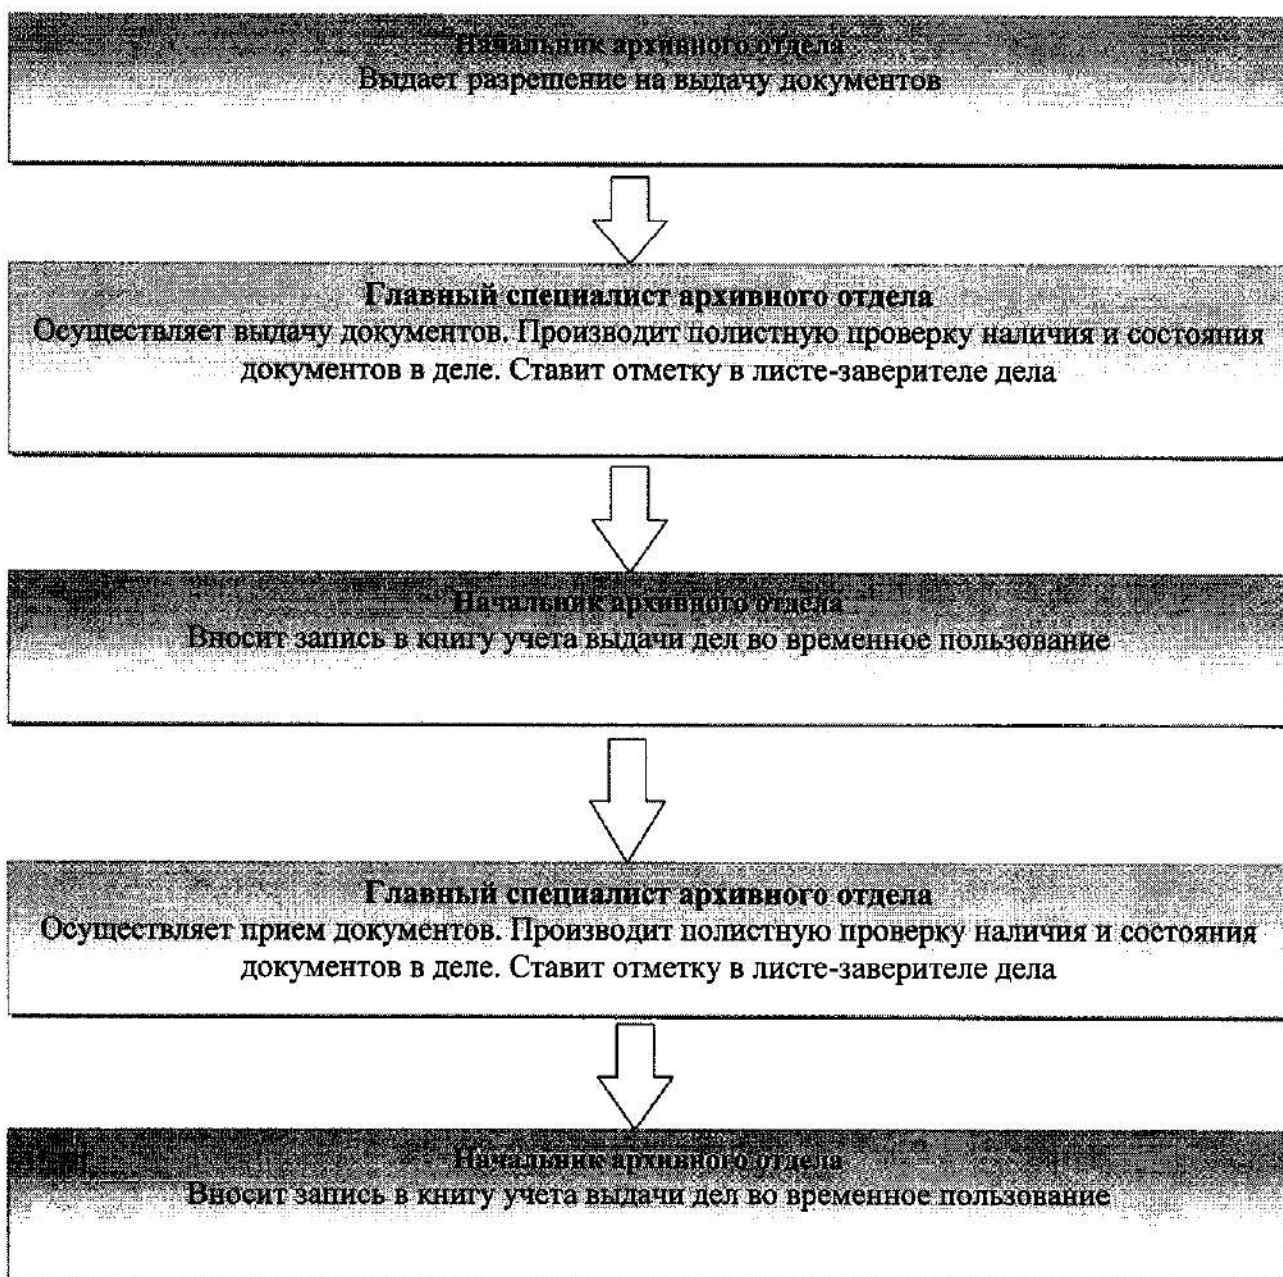 Начальник архивного отдела
Выдает разрешение на выдачу документов
Главный специалист архивного отдела
Осуществляет выдачу документов. Производит полистную проверку наличия и состояния
документов в деле. Ставит отметку в листе-заверителе дела
Начальник архивного отдела
Вносит запись в книгу учета выдачи дел во временное пользование
Главный специалист архивного отдела
Осуществляет прием документов. Производит полистную проверку наличия и состояния
документов в деле. Ставит отметку в листе-заверителе дела
Начальник архивного отдела
Вносит запись в книгу учета выдачи дел во временное пользование